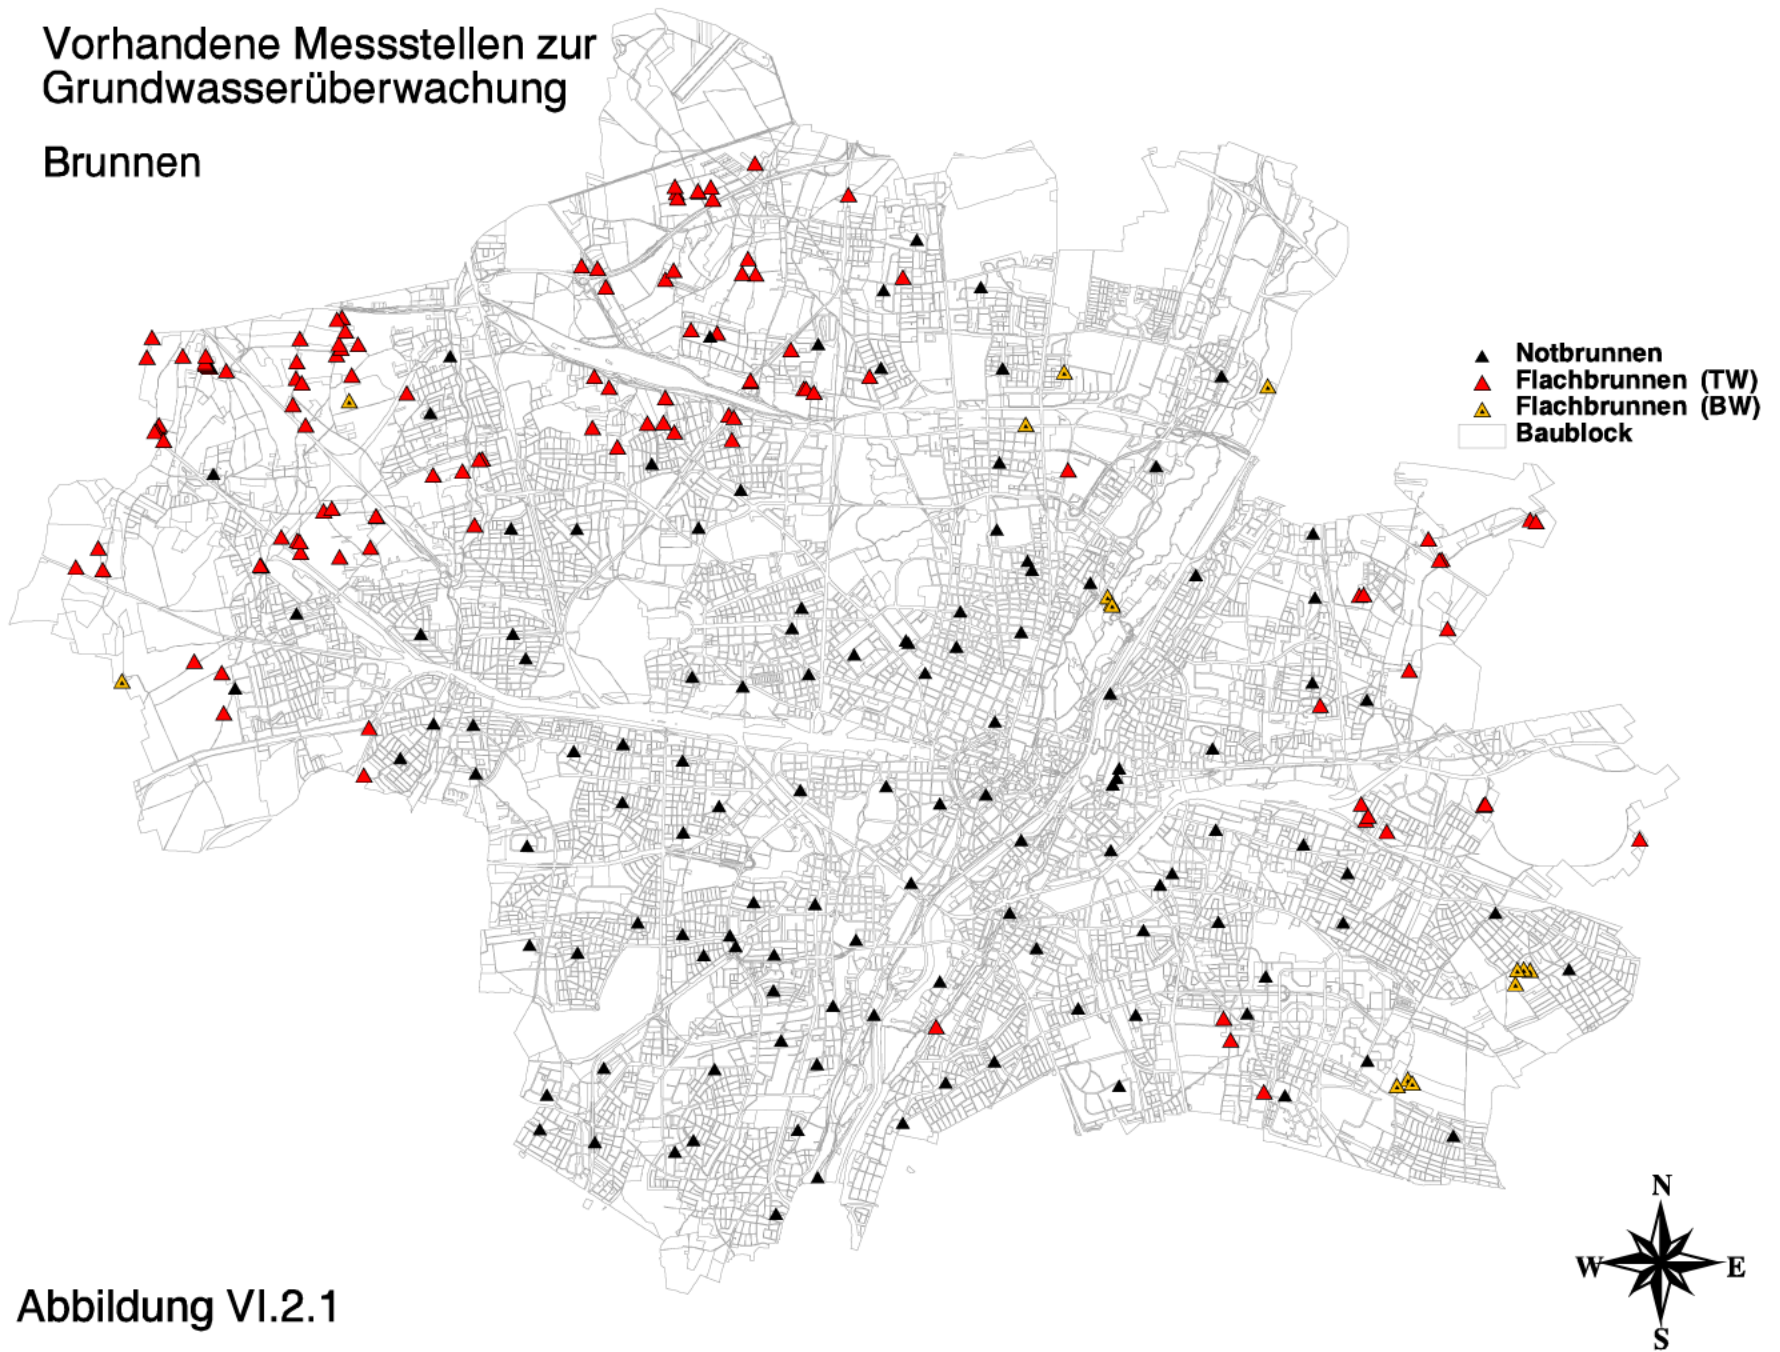 Vorhandene Messstellen zur
Grundwasserüberwachung
Brunnen
Notbrunnen
Flachbrunnen (TW)
Flachbrunnen (BW)
Baublock
N
W E
S
Abbildung VI.2.1